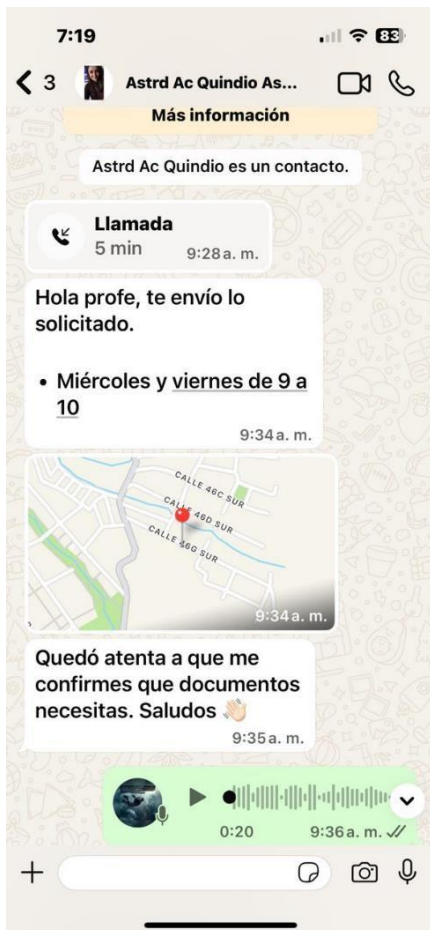 7:19
83
3
Astrd Ac Quindio As...
Más información
Astrd Ac Quindio es un contacto.
Llamada
5 min
9:28 a. m.
Hola profe, te envío lo
solicitado.
• Miércoles y viernes de 9 a
10
9:34 a. m.
CALLE 46C SUR
CALLE 46D SUR
CALLE 46G SUR
9:34 a. m.
Quedó atenta a que me
confirmes que documentos
necesitas. Saludos 👋🏻
9:35 a. m.
0:20
9:36 a. m.